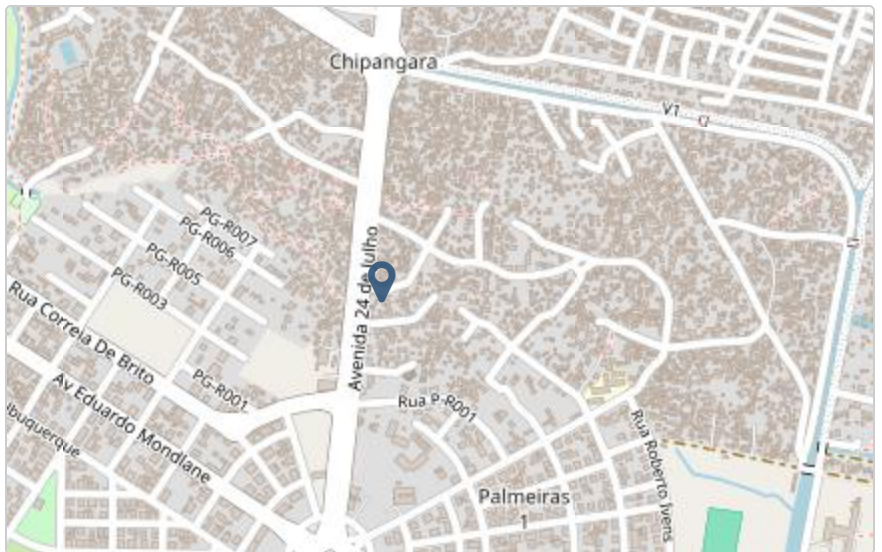 Chipangara
V1
PG-R007
PG-R006
PG-R005
PG-R003
Avenida 24 de Julho
Rua Correia De Brito
PG-R001
Av Eduardo Mondlane
Rua P-R001
Rua Roberto Ivens
Palmeiras
1